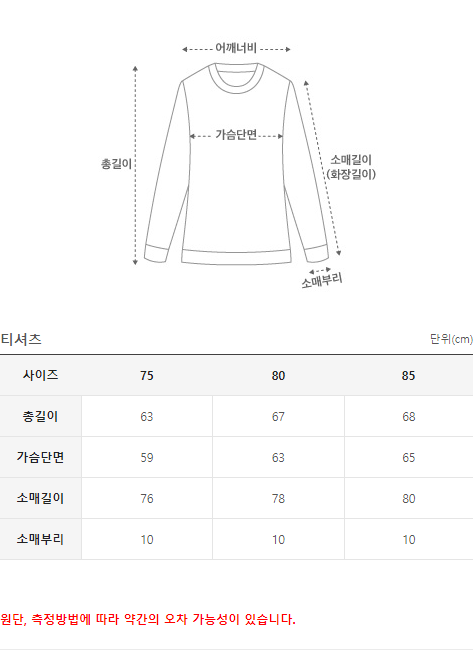 어깨너비
가슴단면
총길이
소매길이
(화장길이)
소매부리
티셔츠 단위(cm)
사이즈 75 80 85
총길이 63 67 68
가슴단면 59 63 65
소매길이 76 78 80
소매부리 10 10 10
원단, 측정방법에 따라 약간의 오차 가능성이 있습니다.